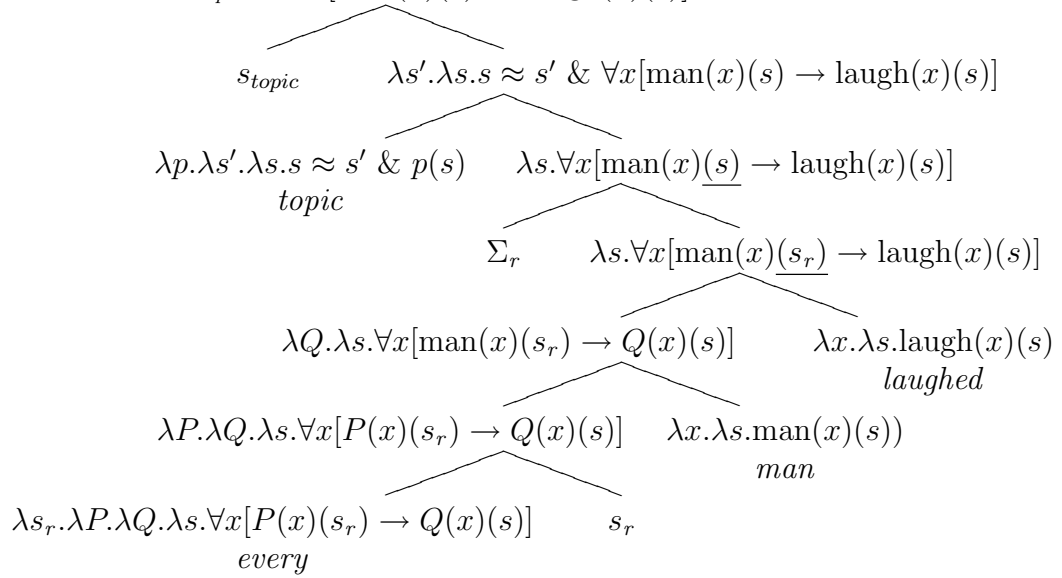 s_topic λs′.λs.s ≈ s′ & ∀x[man(x)(s) → laugh(x)(s)]
λp.λs′.λs.s ≈ s′ & p(s) λs.∀x[man(x)(s) → laugh(x)(s)]
topic
Σ_r λs.∀x[man(x)(s_r) → laugh(x)(s)]
λQ.λs.∀x[man(x)(s_r) → Q(x)(s)] λx.λs.laugh(x)(s)
laughed
λP.λQ.λs.∀x[P(x)(s_r) → Q(x)(s)] λx.λs.man(x)(s))
man
λs_r.λP.λQ.λs.∀x[P(x)(s_r) → Q(x)(s)] s_r
every